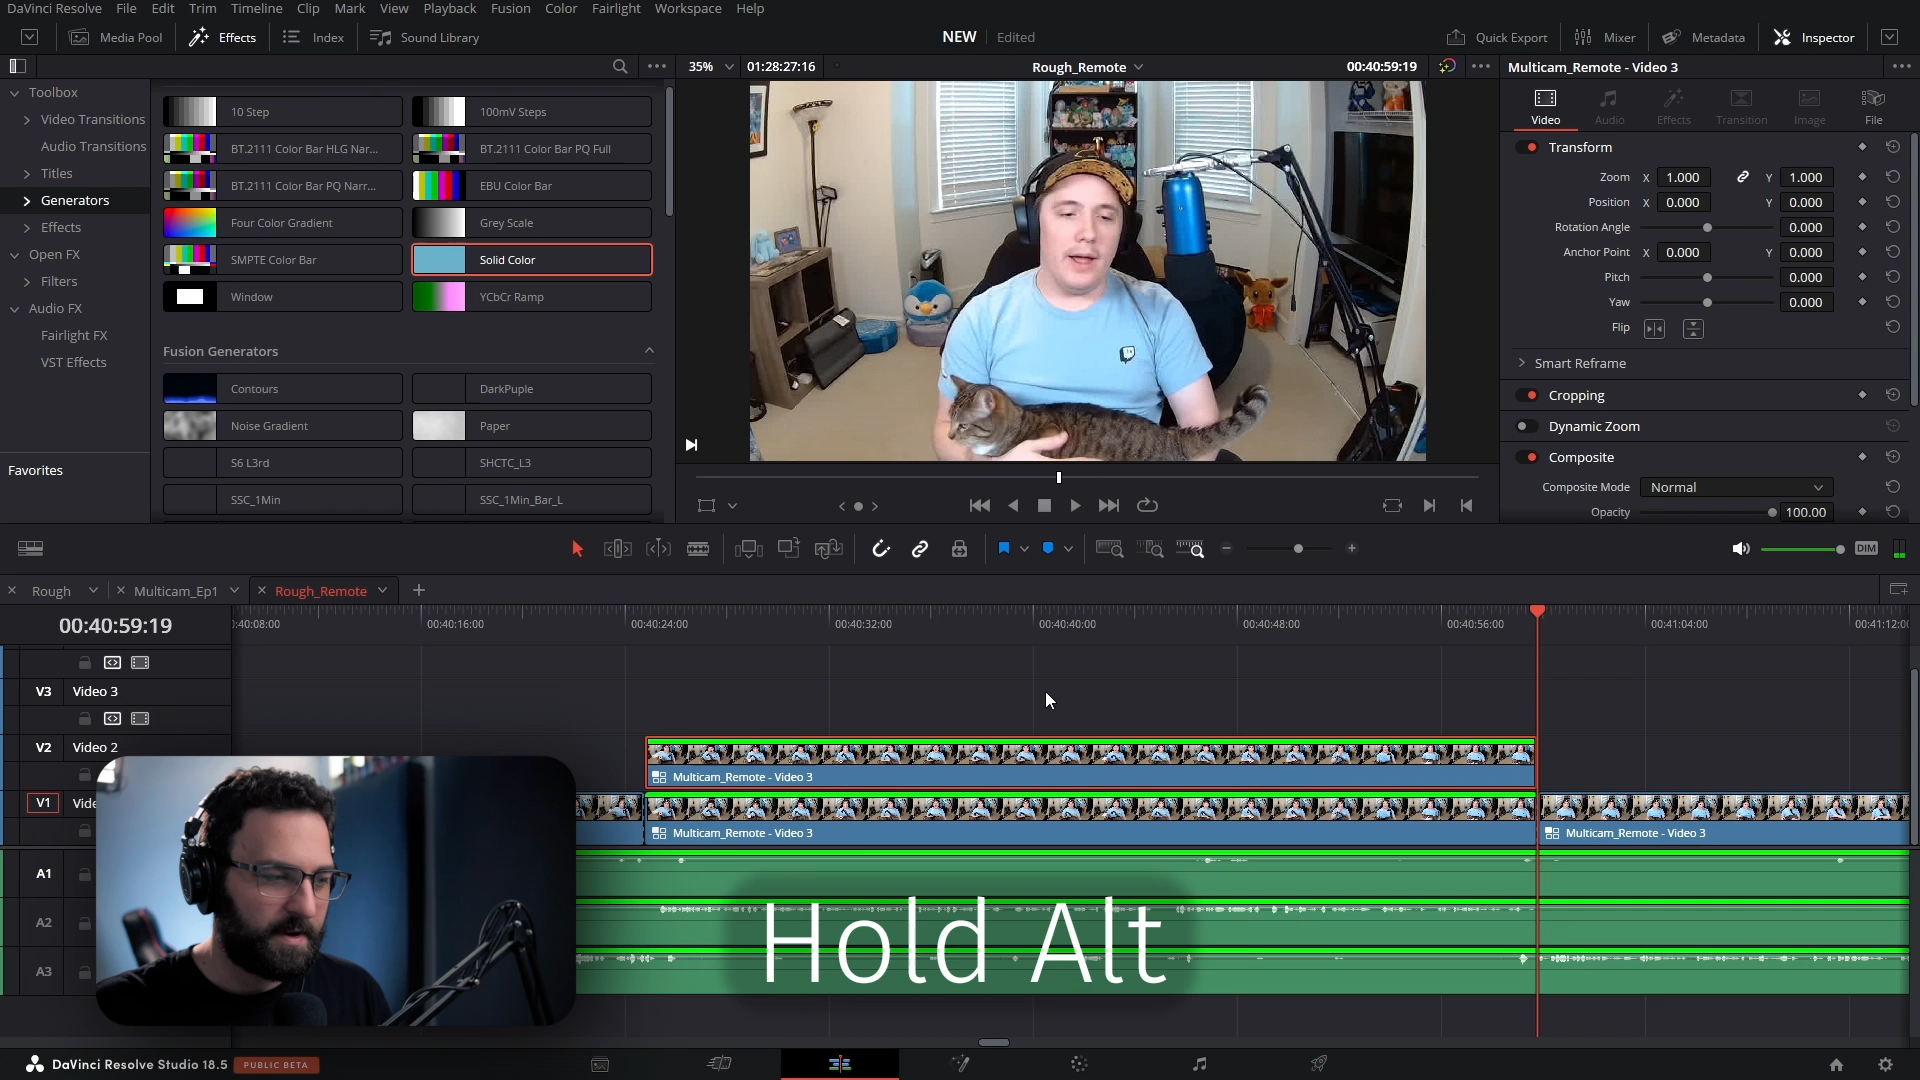 DaVinci Resolve File Edit Trim Timeline Clip Mark View Playback Fusion Color Fairlight Workspace Help
Media Pool Effects Index Sound Library NEW Edited Quick Export Mixer Metadata Inspector
35% 01:28:27:16 Rough_Remote 00:40:59:19 Multicam_Remote - Video 3
Toolbox
Video Transitions
Audio Transitions
Titles
Generators
Effects
Open FX
Filters
Audio FX
Fairlight FX
VST Effects
Favorites
10 Step 100mV Steps
BT.2111 Color Bar HLG Nar... BT.2111 Color Bar PQ Full
BT.2111 Color Bar PQ Narr... EBU Color Bar
Four Color Gradient Grey Scale
SMPTE Color Bar Solid Color
Window YCbCr Ramp
Fusion Generators
Contours DarkPuple
Noise Gradient Paper
S6 L3rd SHCTC_L3
SSC_1Min SSC_1Min_Bar_L
Video Audio Effects Transition Image File
Transform
Zoom X 1.000 Y 1.000
Position X 0.000 Y 0.000
Rotation Angle 0.000
Anchor Point X 0.000 Y 0.000
Pitch 0.000
Yaw 0.000
Flip
Smart Reframe
Cropping
Dynamic Zoom
Composite
Composite Mode Normal
Opacity 100.00
DIM
Rough Multicam_Ep1 Rough_Remote
00:40:59:19
:40:08:00 00:40:16:00 00:40:24:00 00:40:32:00 00:40:40:00 00:40:48:00 00:40:56:00 00:41:04:00 00:41:12:00
V3 Video 3
V2 Video 2
Multicam_Remote - Video 3
V1 Vide
Multicam_Remote - Video 3 Multicam_Remote - Video 3
A1
A2
A3
Hold Alt
DaVinci Resolve Studio 18.5 PUBLIC BETA